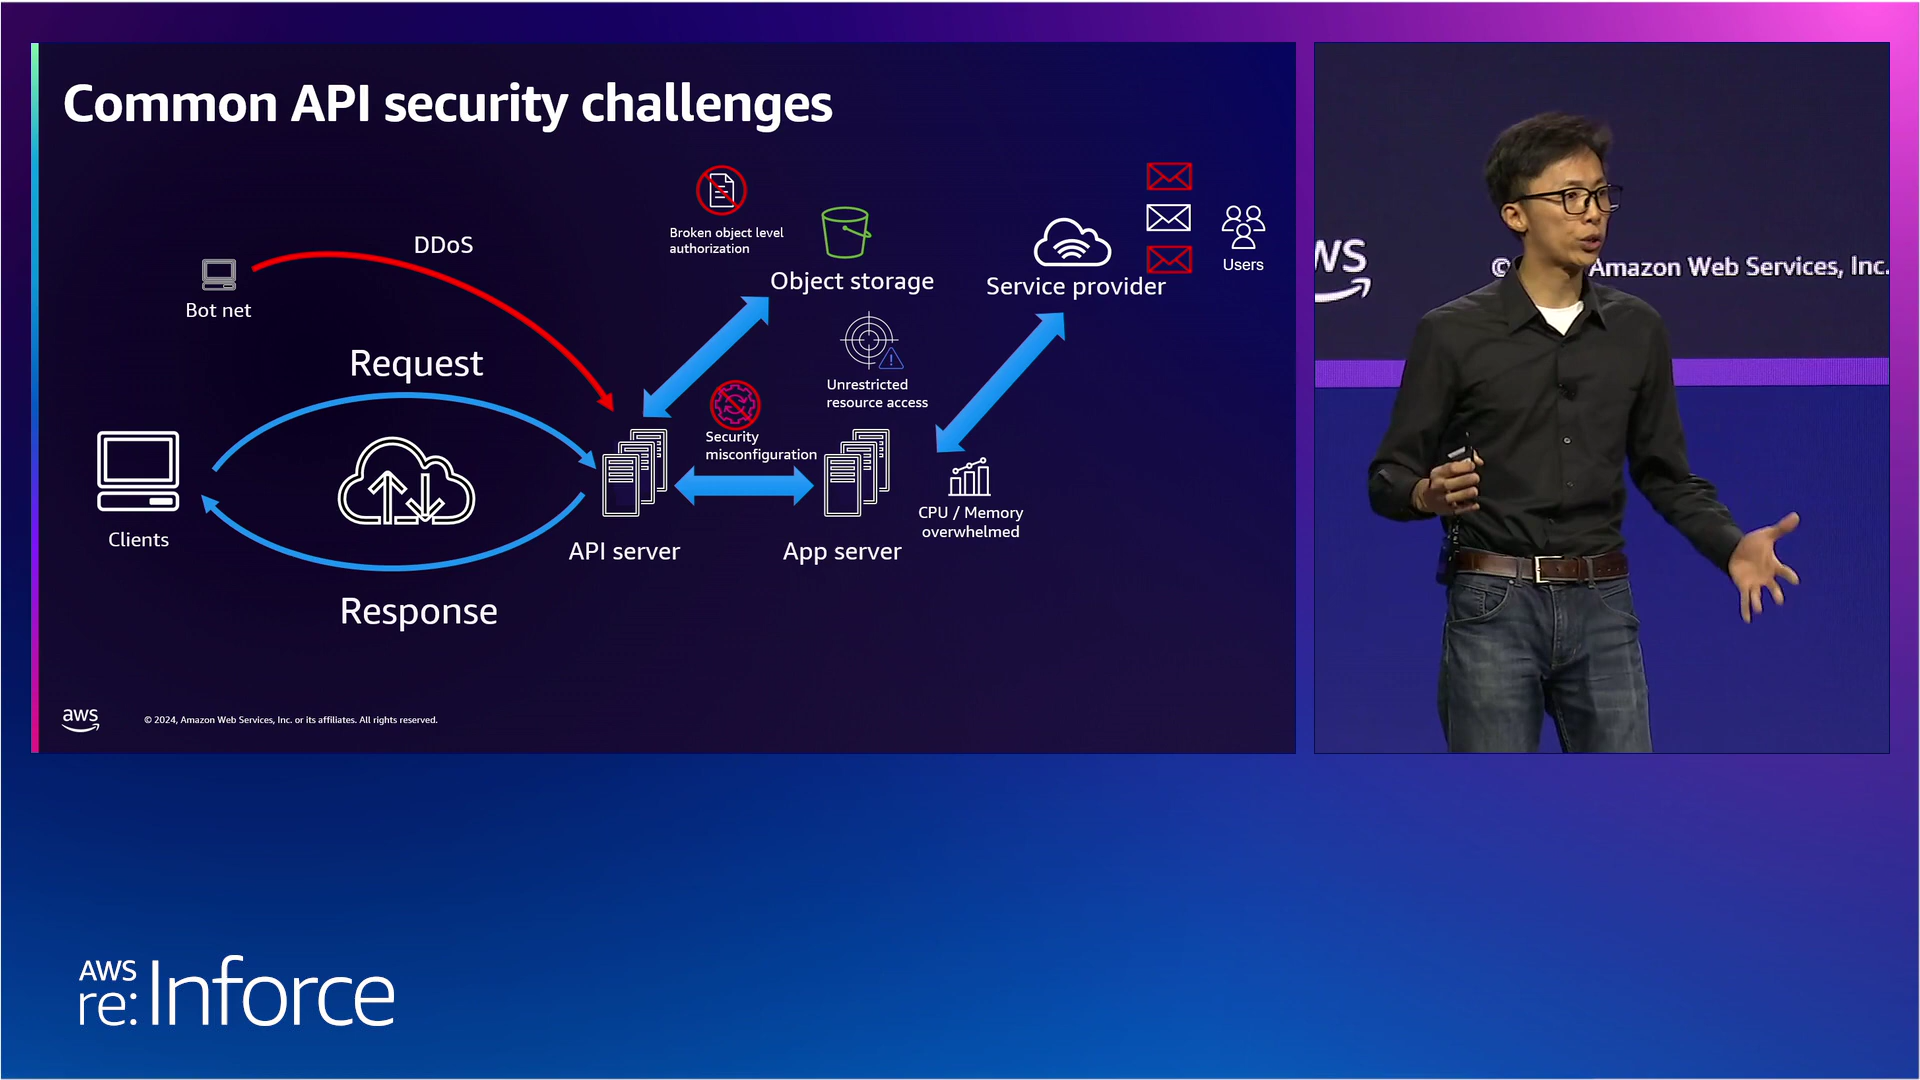 Common API security challenges
DDoS
Bot net
Request
Clients
Response
Broken object level
authorization
Object storage
Service provider
Users
Unrestricted
resource access
Security
misconfiguration
API server
App server
CPU / Memory
overwhelmed
aws
© 2024, Amazon Web Services, Inc. or its affiliates. All rights reserved.
WS
© Amazon Web Services, Inc.
AWS
re:Inforce